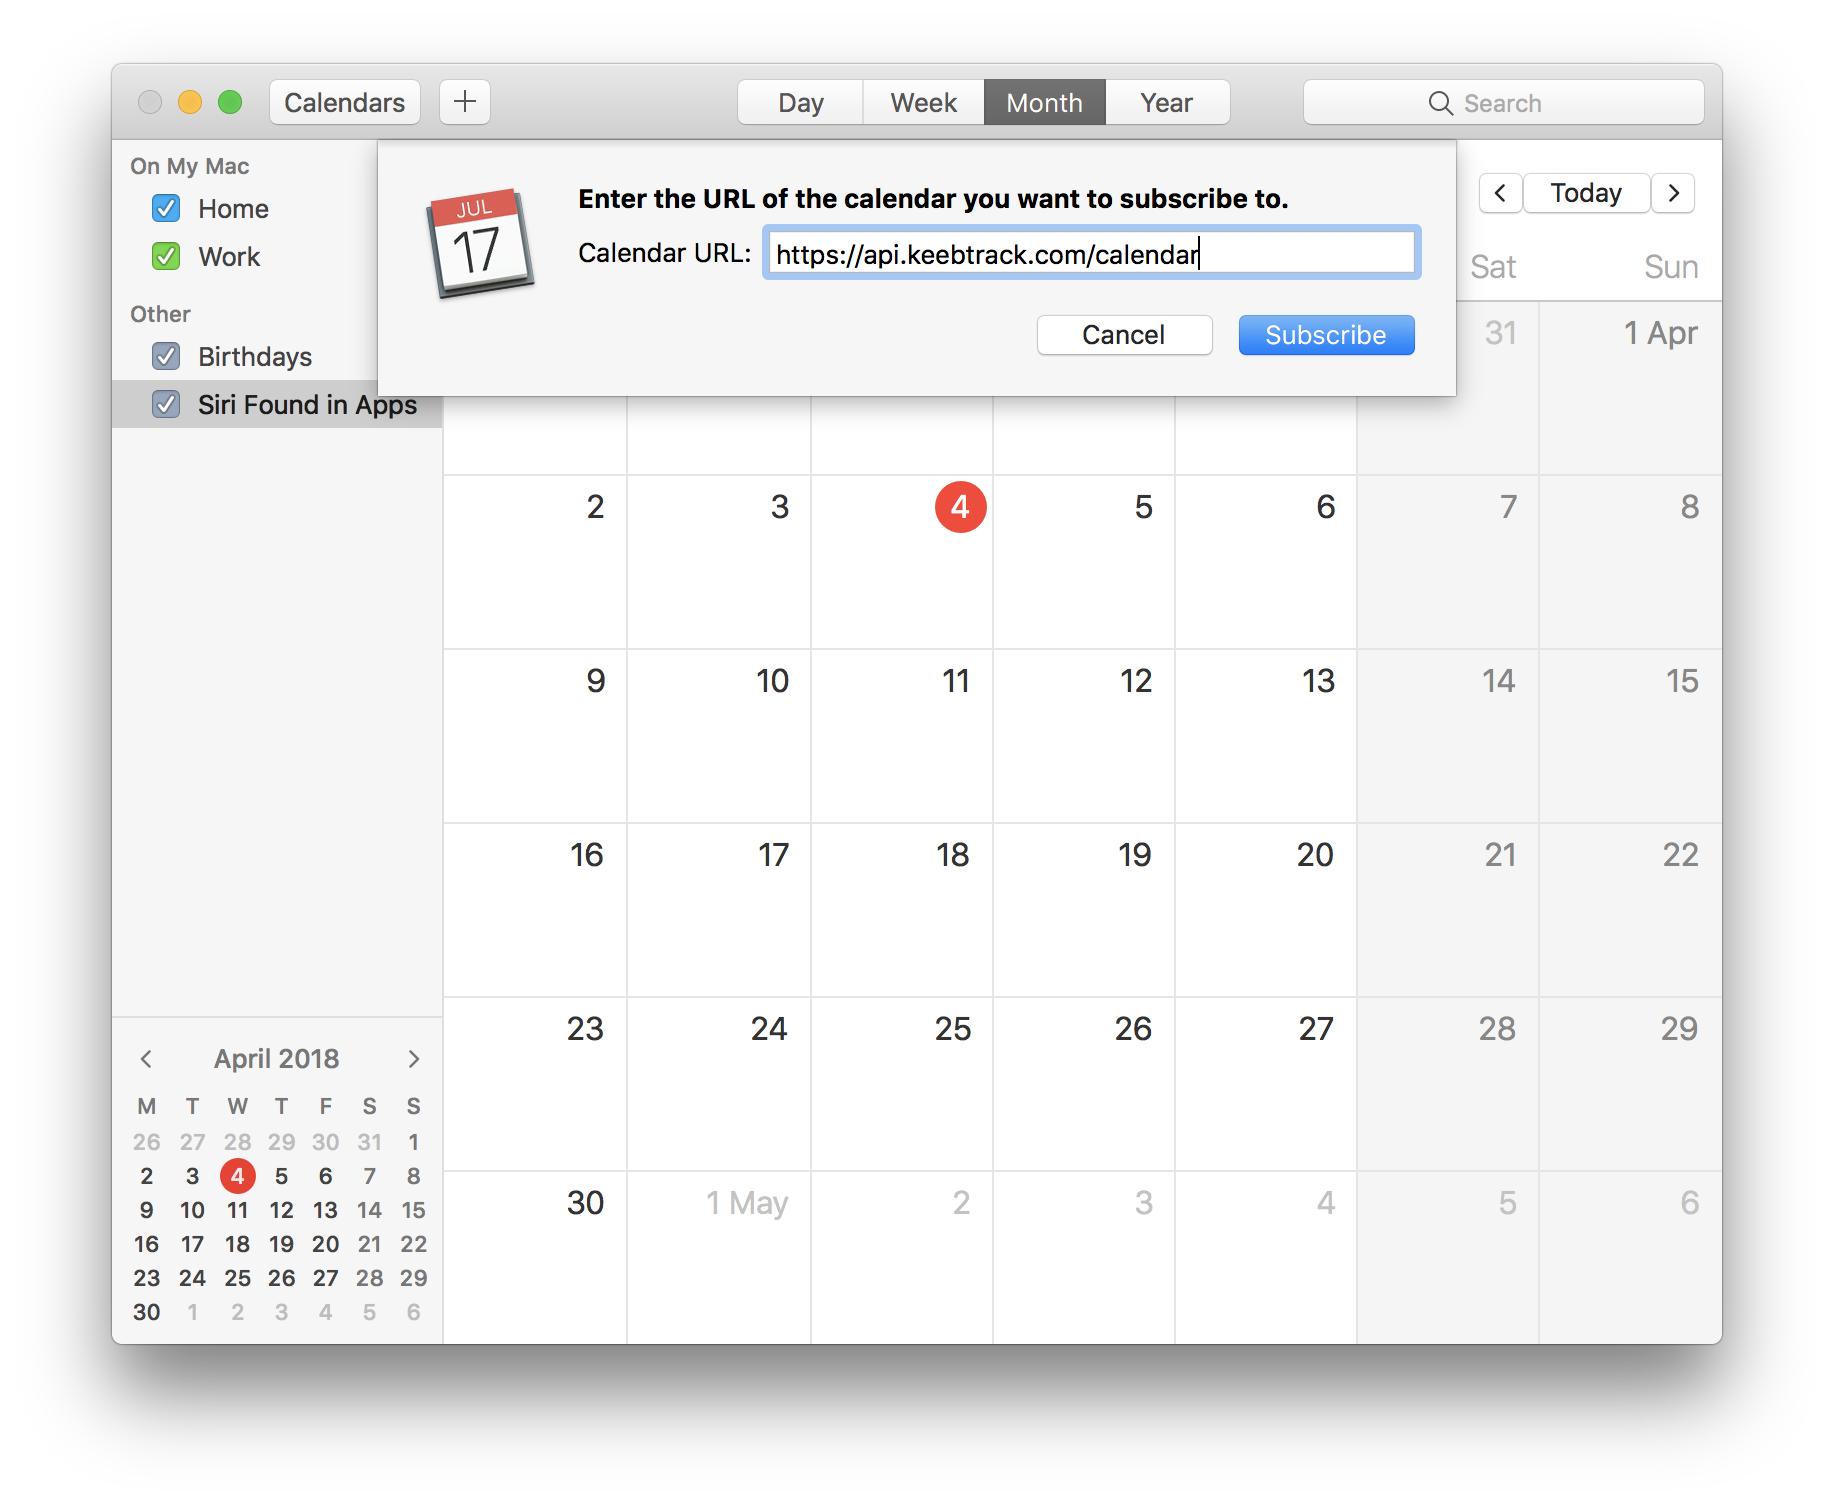 Calendars
Day Week Month Year
Search
On My Mac
Home
Work
Other
Birthdays
Siri Found in Apps
JUL
17
Enter the URL of the calendar you want to subscribe to.
Calendar URL: https://api.keebtrack.com/calendar
Cancel Subscribe
Today
Sat Sun
31 1 Apr
2 3 4 5 6 7 8
9 10 11 12 13 14 15
16 17 18 19 20 21 22
23 24 25 26 27 28 29
30 1 May 2 3 4 5 6
April 2018
M T W T F S S
26 27 28 29 30 31 1
2 3 4 5 6 7 8
9 10 11 12 13 14 15
16 17 18 19 20 21 22
23 24 25 26 27 28 29
30 1 2 3 4 5 6